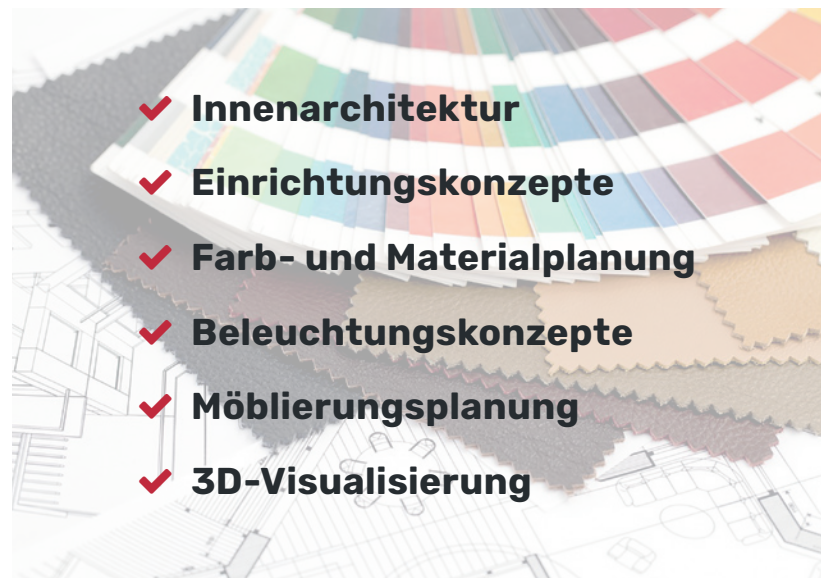 Innenarchitektur
Einrichtungskonzepte
Farb- und Materialplanung
Beleuchtungskonzepte
Möblierungsplanung
3D-Visualisierung